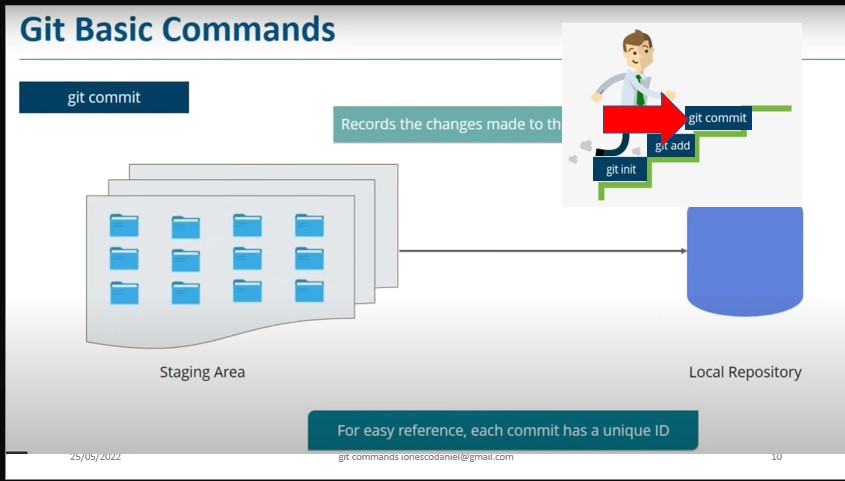 Git Basic Commands
git commit
Records the changes made to th
git commit
git add
git init
Staging Area
Local Repository
For easy reference, each commit has a unique ID
25/05/2022
git commands ionescodaniel@gmail.com
10